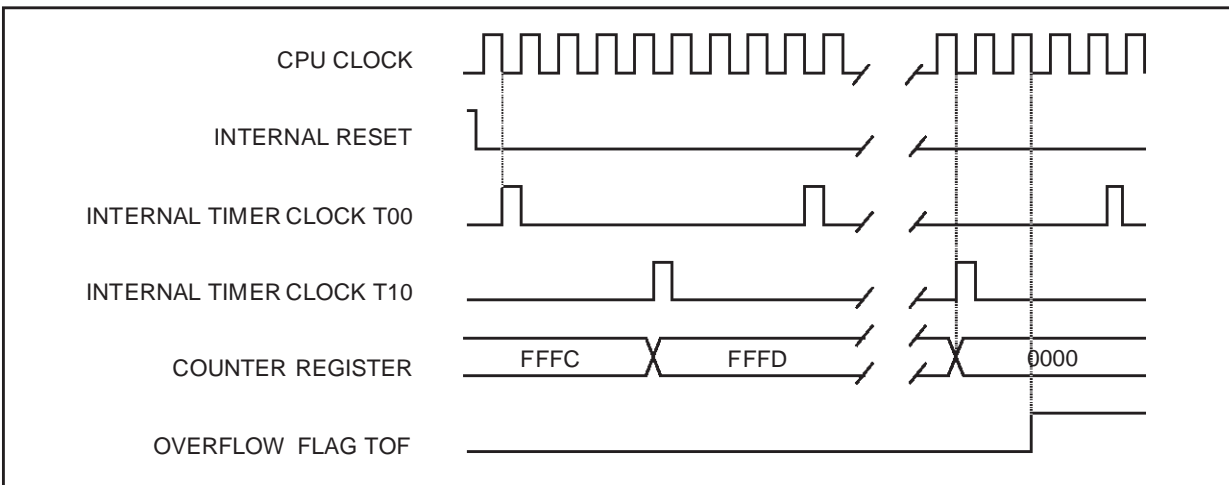 CPU CLOCK
INTERNAL RESET
INTERNAL TIMER CLOCK T00
INTERNAL TIMER CLOCK T10
COUNTER REGISTER
FFFC
FFFD
0000
OVERFLOW FLAG TOF